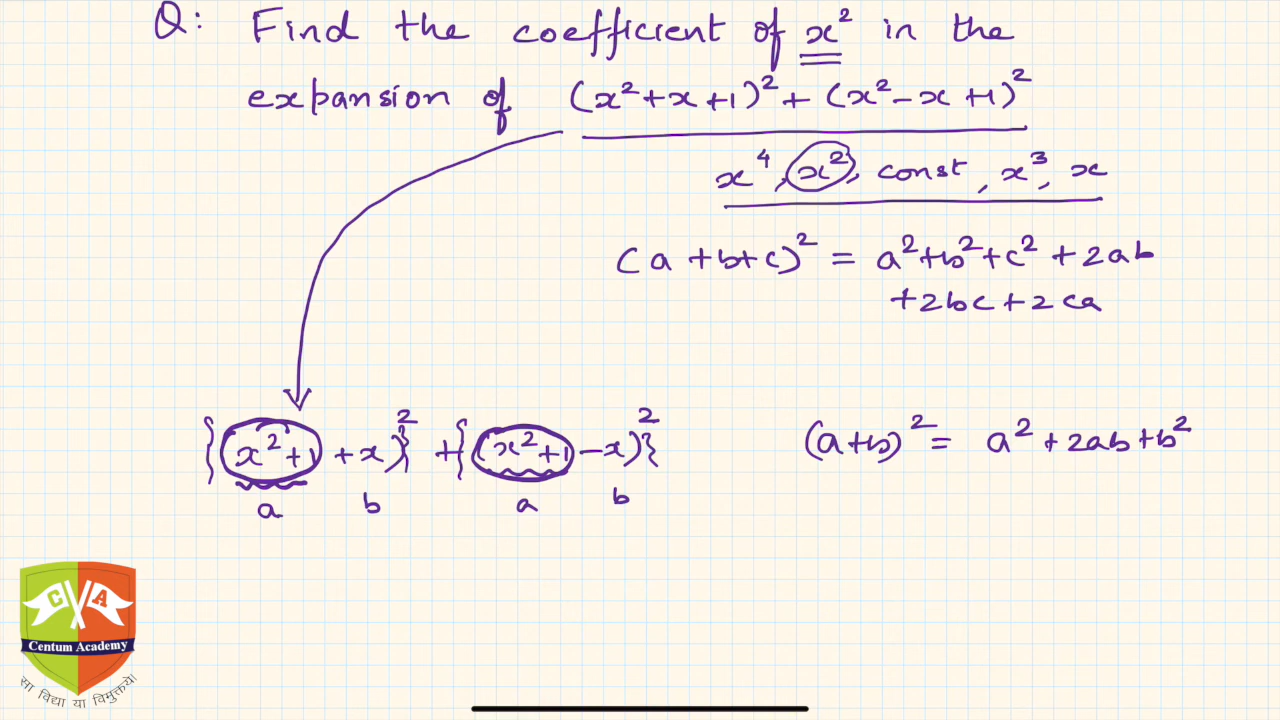 Q: Find the coefficient of x² in the
expansion of (x²+x+1)² + (x²-x+1)²
x⁴, x², const, x³, x
(a+b+c)² = a²+b²+c²+2ab
+2bc+2ca
{x²+1+x}² + {(x²+1-x)²}
(a+b)² = a²+2ab+b²
a b a b
C A
Centum Academy
सा विद्या या विमुक्तये